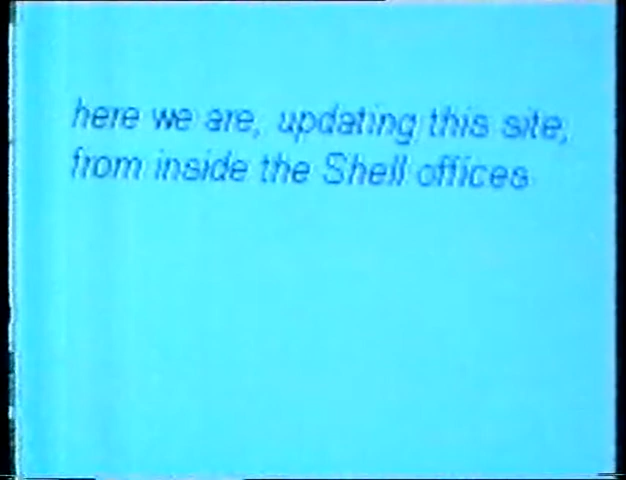 here we are, updating this site,
from inside the Shell offices